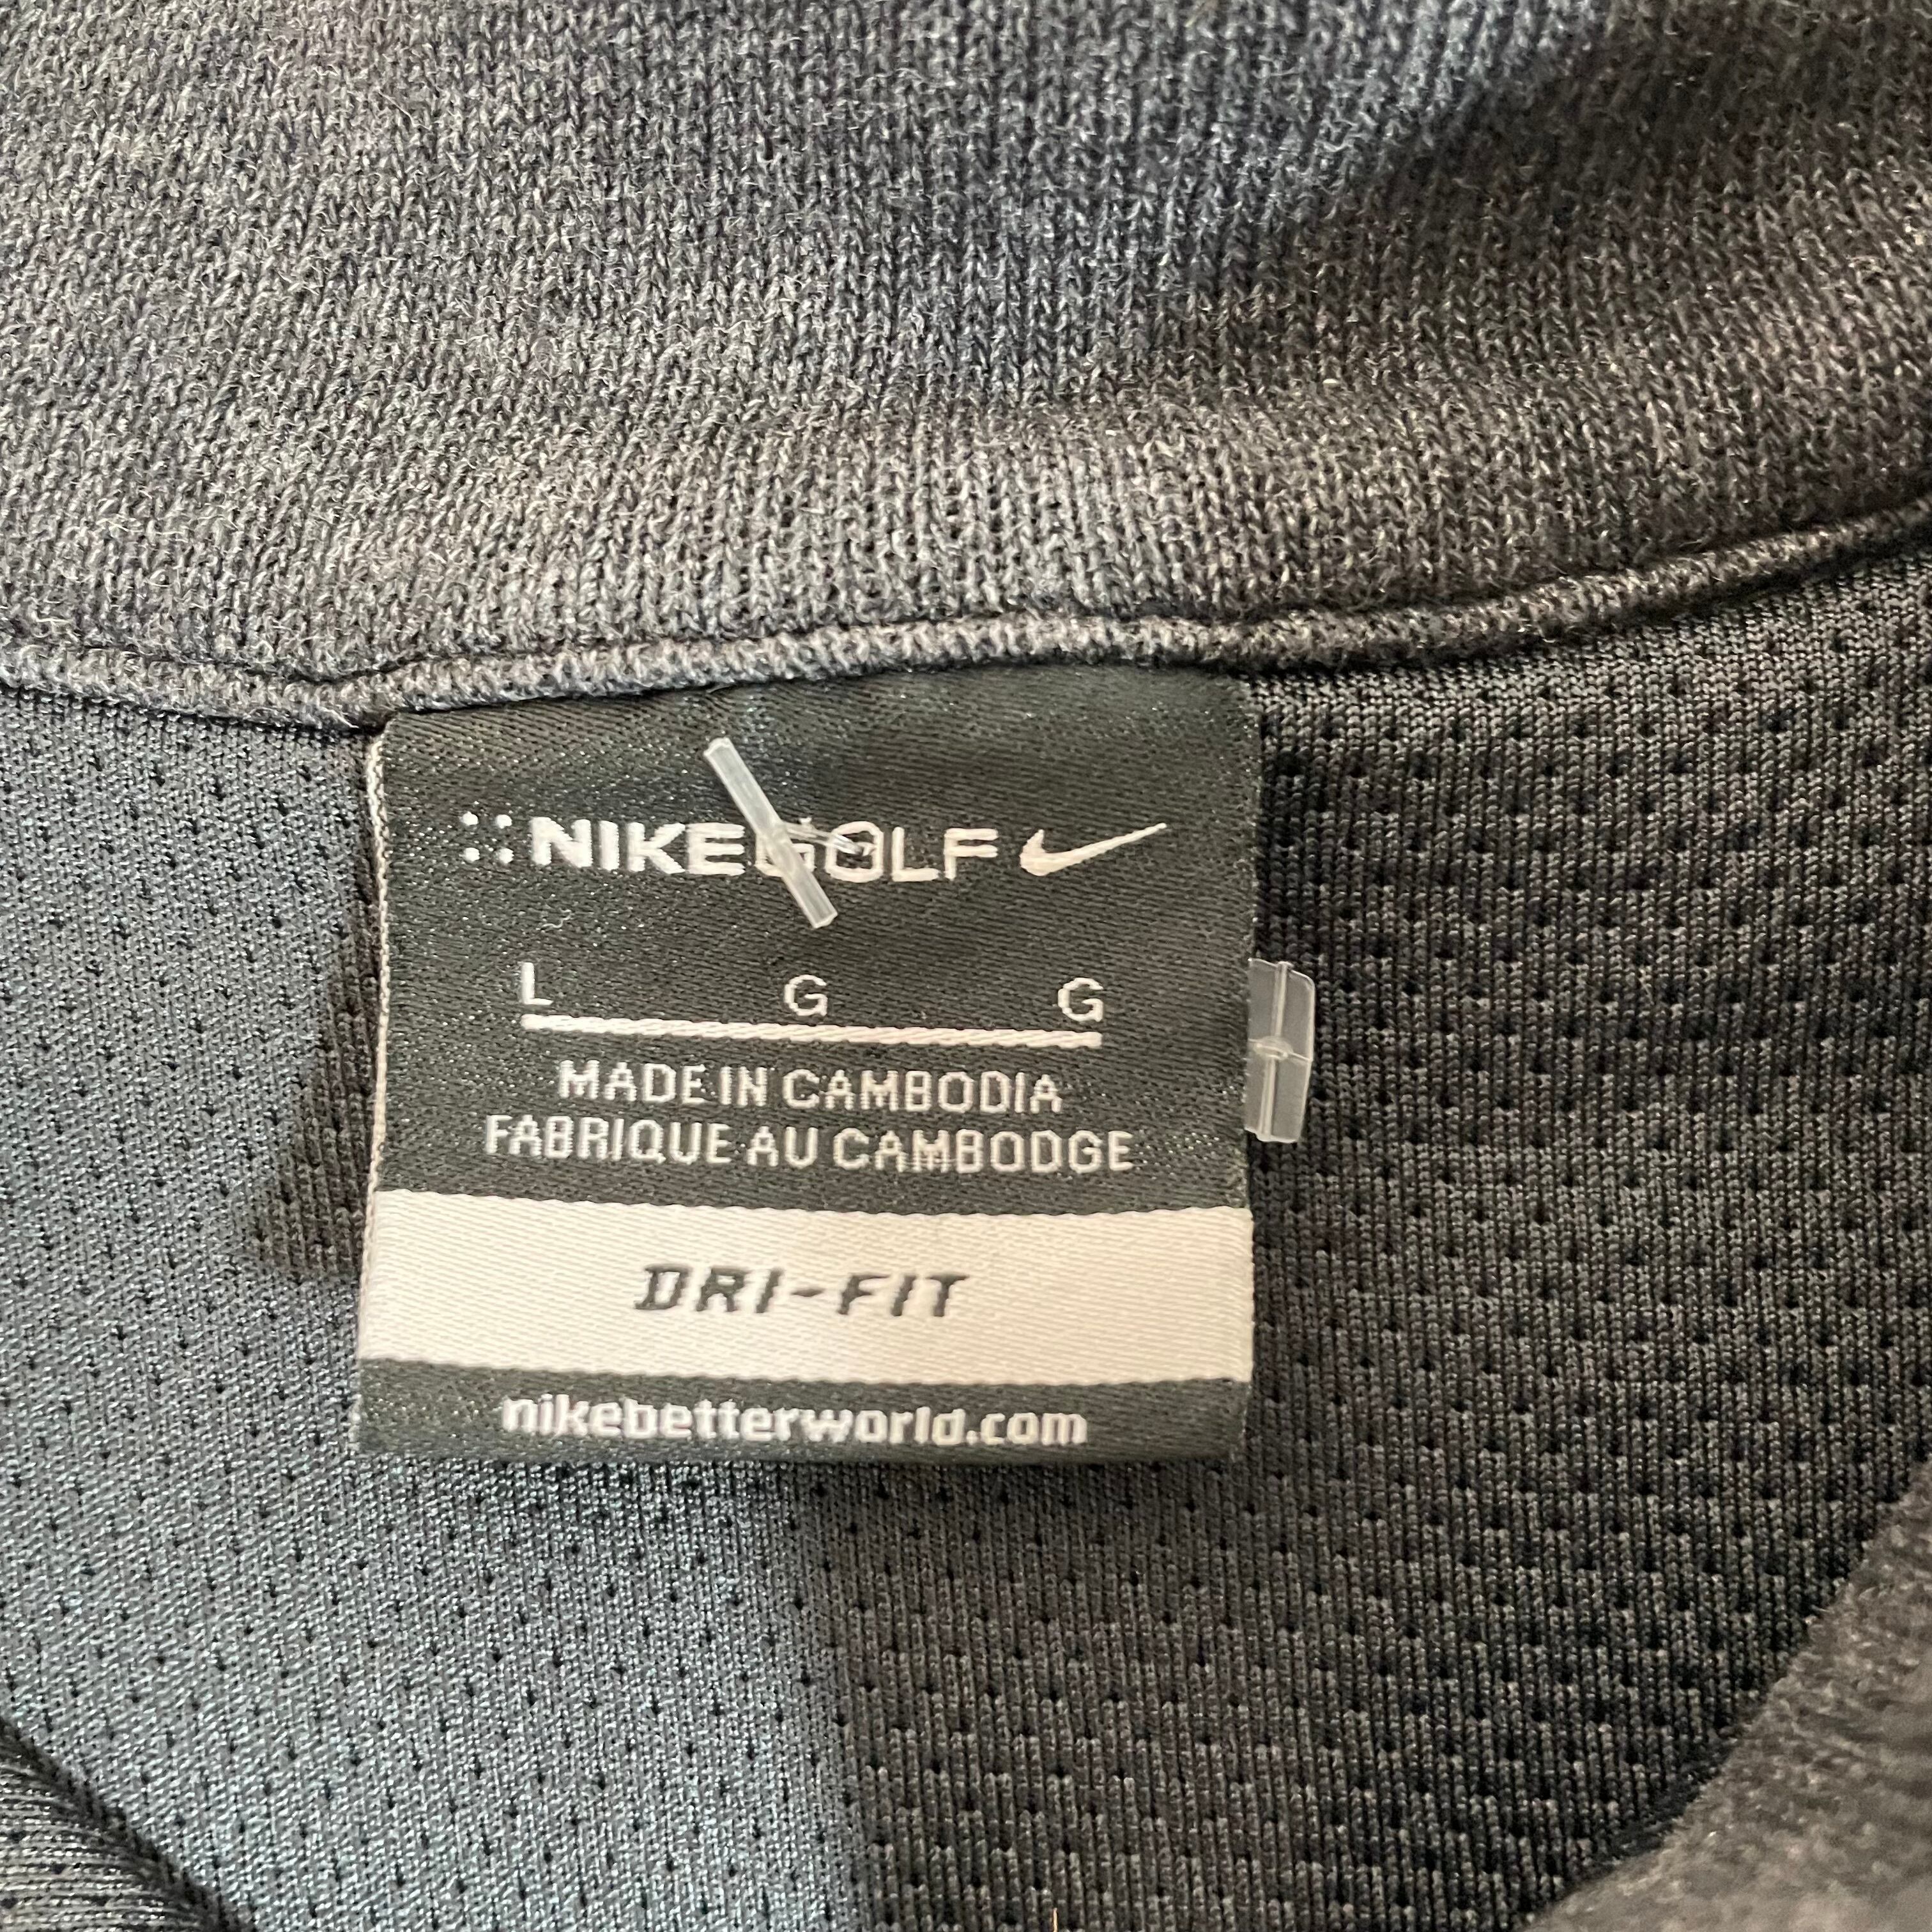 NIKEGOLF
L G G
MADE IN CAMBODIA
FABRIQUE AU CAMBODGE
DRI-FIT
nikebetterworld.com